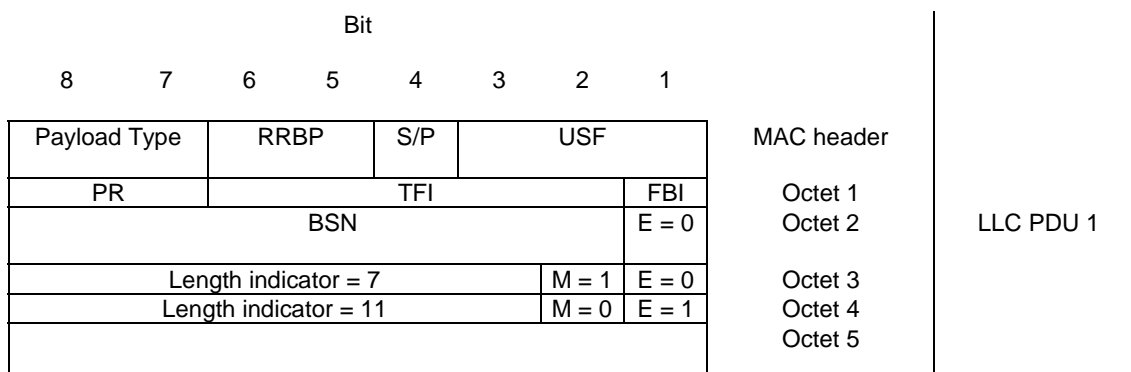 Bit
8 7 6 5 4 3 2 1
Payload Type RRBP S/P USF MAC header
PR TFI FBI Octet 1
BSN E = 0 Octet 2 LLC PDU 1
Length indicator = 7 M = 1 E = 0 Octet 3
Length indicator = 11 M = 0 E = 1 Octet 4
Octet 5